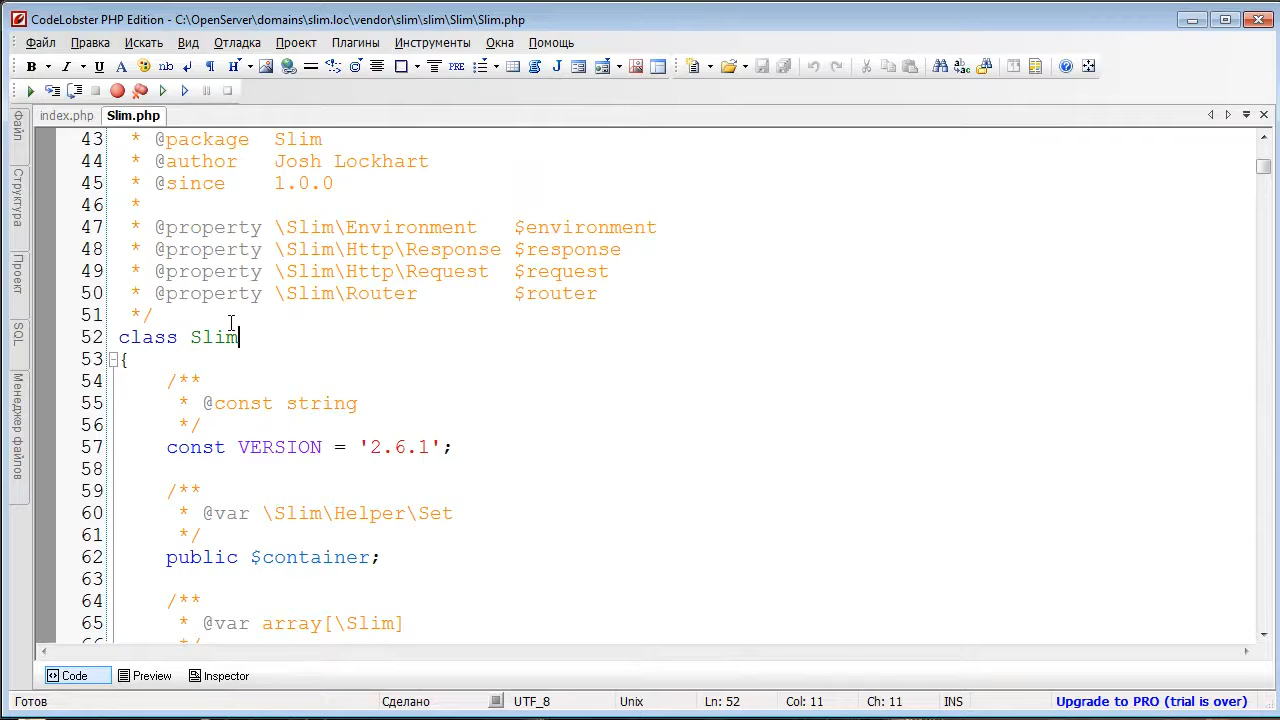 CodeLobster PHP Edition - C:\OpenServer\domains\slim.loc\vendor\slim\slim\Slim\Slim.php
Файл Правка Искать Вид Отладка Проект Плагины Инструменты Окна Помощь
index.php Slim.php
Файл
Структура
Проект
SQL
Менеджер файлов
43 * @package Slim
44 * @author Josh Lockhart
45 * @since 1.0.0
46 *
47 * @property \Slim\Environment $environment
48 * @property \Slim\Http\Response $response
49 * @property \Slim\Http\Request $request
50 * @property \Slim\Router $router
51 */
52 class Slim
53 {
54 /**
55 * @const string
56 */
57 const VERSION = '2.6.1';
58
59 /**
60 * @var \Slim\Helper\Set
61 */
62 public $container;
63
64 /**
65 * @var array[\Slim]
66 */
Code Preview Inspector
Готов Сделано UTF_8 Unix Ln: 52 Col: 11 Ch: 11 INS Upgrade to PRO (trial is over)